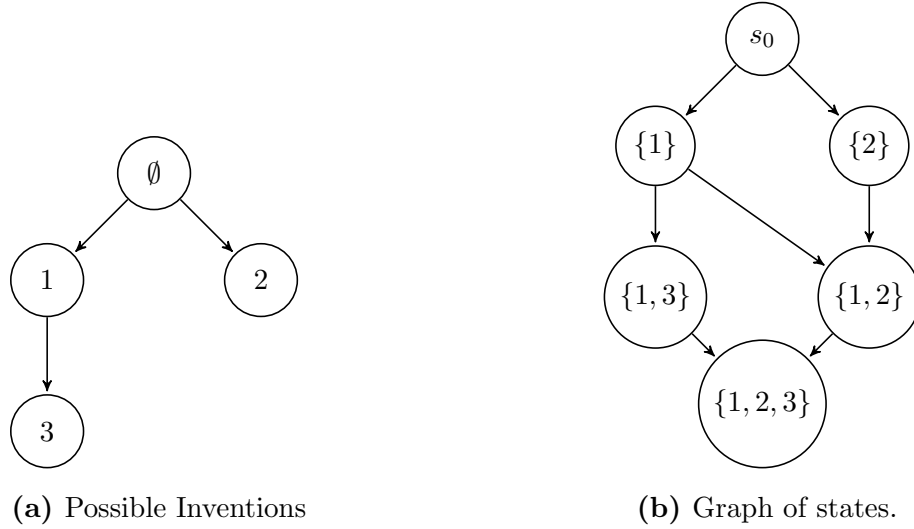 ∅
1
2
3
(a) Possible Inventions
s₀
{1}
{2}
{1, 3}
{1, 2}
{1, 2, 3}
(b) Graph of states.